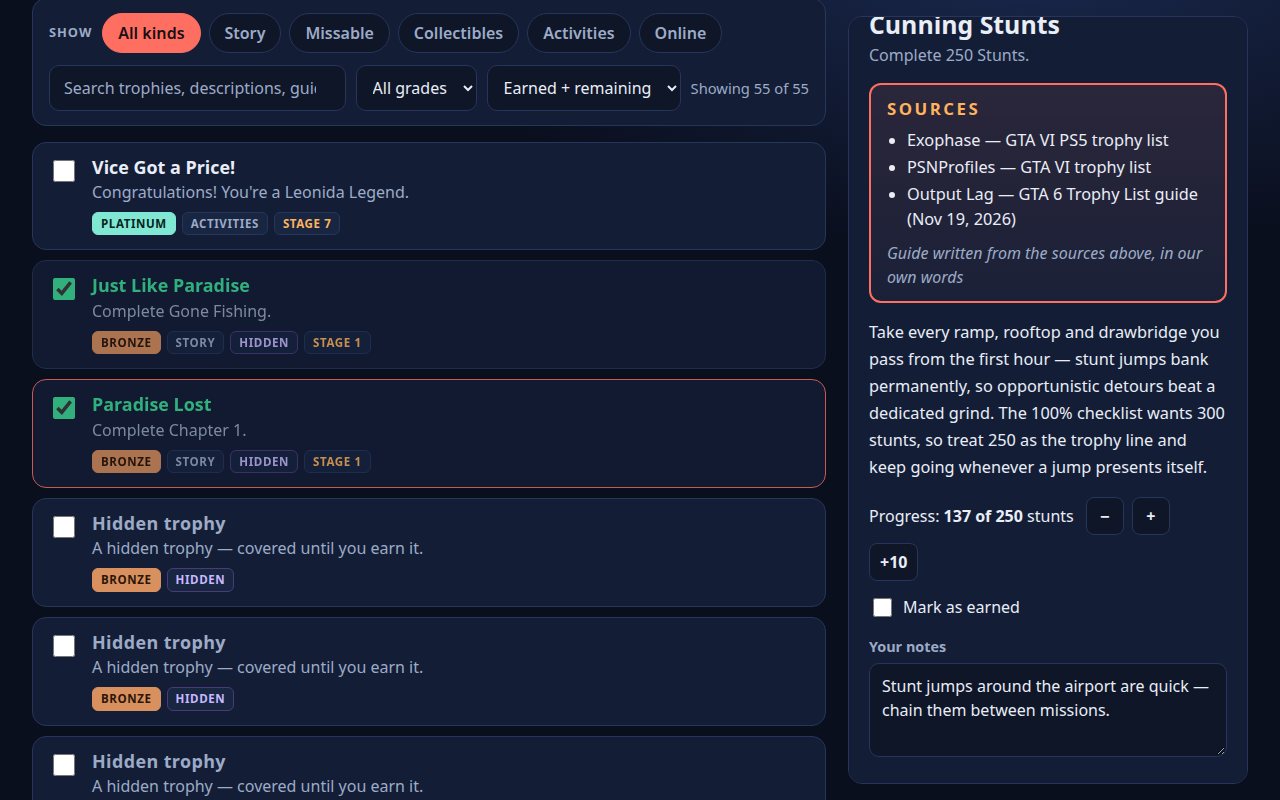 SHOW All kinds Story Missable Collectibles Activities Online
Search trophies, descriptions, gui All grades Earned + remaining Showing 55 of 55
Vice Got a Price!
Congratulations! You're a Leonida Legend.
PLATINUM ACTIVITIES STAGE 7
Just Like Paradise
Complete Gone Fishing.
BRONZE STORY HIDDEN STAGE 1
Paradise Lost
Complete Chapter 1.
BRONZE STORY HIDDEN STAGE 1
Hidden trophy
A hidden trophy — covered until you earn it.
BRONZE HIDDEN
Hidden trophy
A hidden trophy — covered until you earn it.
BRONZE HIDDEN
Hidden trophy
A hidden trophy — covered until you earn it.
Cunning Stunts
Complete 250 Stunts.
SOURCES
• Exophase — GTA VI PS5 trophy list
• PSNProfiles — GTA VI trophy list
• Output Lag — GTA 6 Trophy List guide
(Nov 19, 2026)
Guide written from the sources above, in our
own words
Take every ramp, rooftop and drawbridge you
pass from the first hour — stunt jumps bank
permanently, so opportunistic detours beat a
dedicated grind. The 100% checklist wants 300
stunts, so treat 250 as the trophy line and
keep going whenever a jump presents itself.
Progress: 137 of 250 stunts − +
+10
Mark as earned
Your notes
Stunt jumps around the airport are quick —
chain them between missions.